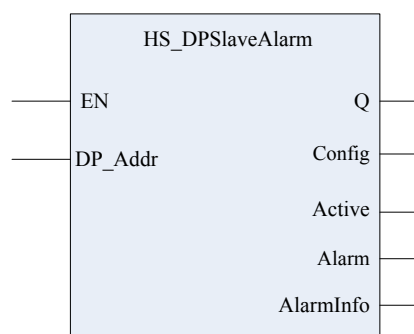 HS_DPSlaveAlarm
EN
Q
DP_Addr
Config
Active
Alarm
AlarmInfo